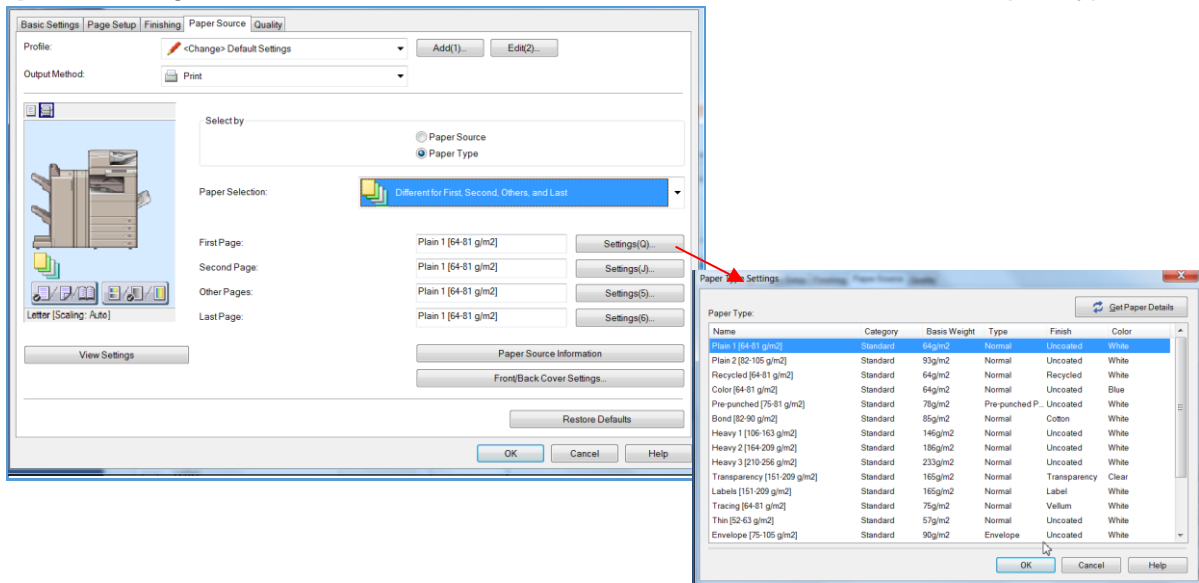 Basic Settings Page Setup Finishing Paper Source Quality
Profile: <Change> Default Settings Add(1)... Edit(2)...
Output Method: Print
Select by
Paper Source
Paper Type
Paper Selection: Different for First, Second, Others, and Last
First Page: Plain 1 [64-81 g/m2] Settings(Q)...
Second Page: Plain 1 [64-81 g/m2] Settings(J)...
Other Pages: Plain 1 [64-81 g/m2] Settings(5)...
Last Page: Plain 1 [64-81 g/m2] Settings(6)...
Letter [Scaling: Auto]
View Settings Paper Source Information
Front/Back Cover Settings...
Restore Defaults
OK Cancel Help
Paper Type Settings
Paper Type: Get Paper Details
Name Category Basis Weight Type Finish Color
Plain 1 [64-81 g/m2] Standard 64g/m2 Normal Uncoated White
Plain 2 [82-105 g/m2] Standard 93g/m2 Normal Uncoated White
Recycled [64-81 g/m2] Standard 64g/m2 Normal Recycled White
Color [64-81 g/m2] Standard 64g/m2 Normal Uncoated Blue
Pre-punched [75-81 g/m2] Standard 78g/m2 Pre-punched P... Uncoated White
Bond [82-90 g/m2] Standard 85g/m2 Normal Cotton White
Heavy 1 [106-163 g/m2] Standard 146g/m2 Normal Uncoated White
Heavy 2 [164-209 g/m2] Standard 186g/m2 Normal Uncoated White
Heavy 3 [210-256 g/m2] Standard 233g/m2 Normal Uncoated White
Transparency [151-209 g/m2] Standard 165g/m2 Normal Transparency Clear
Labels [151-209 g/m2] Standard 165g/m2 Normal Label White
Tracing [64-81 g/m2] Standard 75g/m2 Normal Vellum White
Thin [52-63 g/m2] Standard 57g/m2 Normal Uncoated White
Envelope [75-105 g/m2] Standard 90g/m2 Envelope Uncoated White
OK Cancel Help